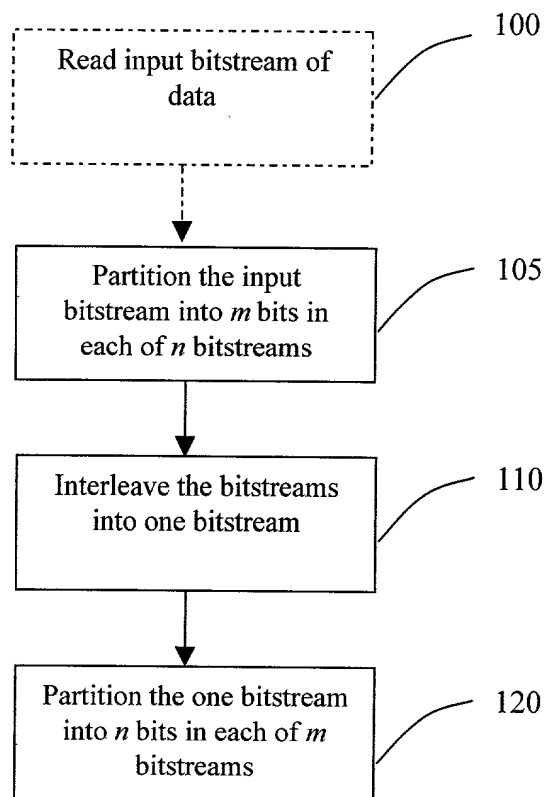 100
Read input bitstream of
data
105
Partition the input
bitstream into m bits in
each of n bitstreams
110
Interleave the bitstreams
into one bitstream
120
Partition the one bitstream
into n bits in each of m
bitstreams